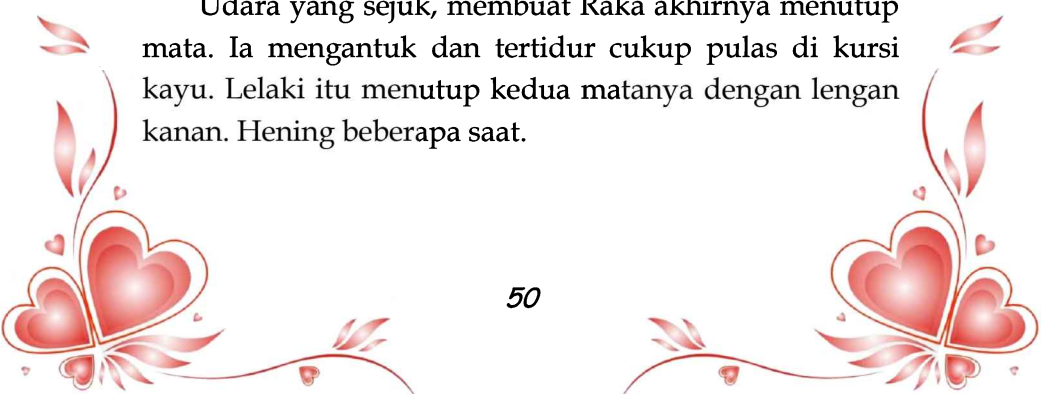 Udara yang sejuk, membuat Raka akhirnya menutup
mata. Ia mengantuk dan tertidur cukup pulas di kursi
kayu. Lelaki itu menutup kedua matanya dengan lengan
kanan. Hening beberapa saat.
50